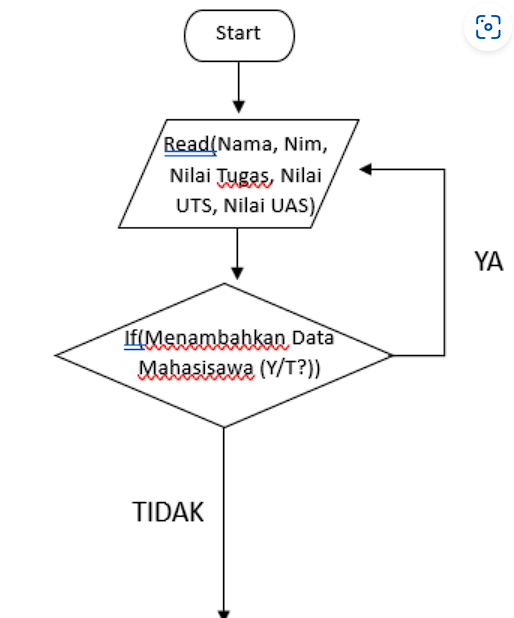 Start
Read(Nama, Nim,
Nilai Tugas, Nilai
UTS, Nilai UAS)
YA
If(Menambahkan Data
Mahasisawa (Y/T?))
TIDAK